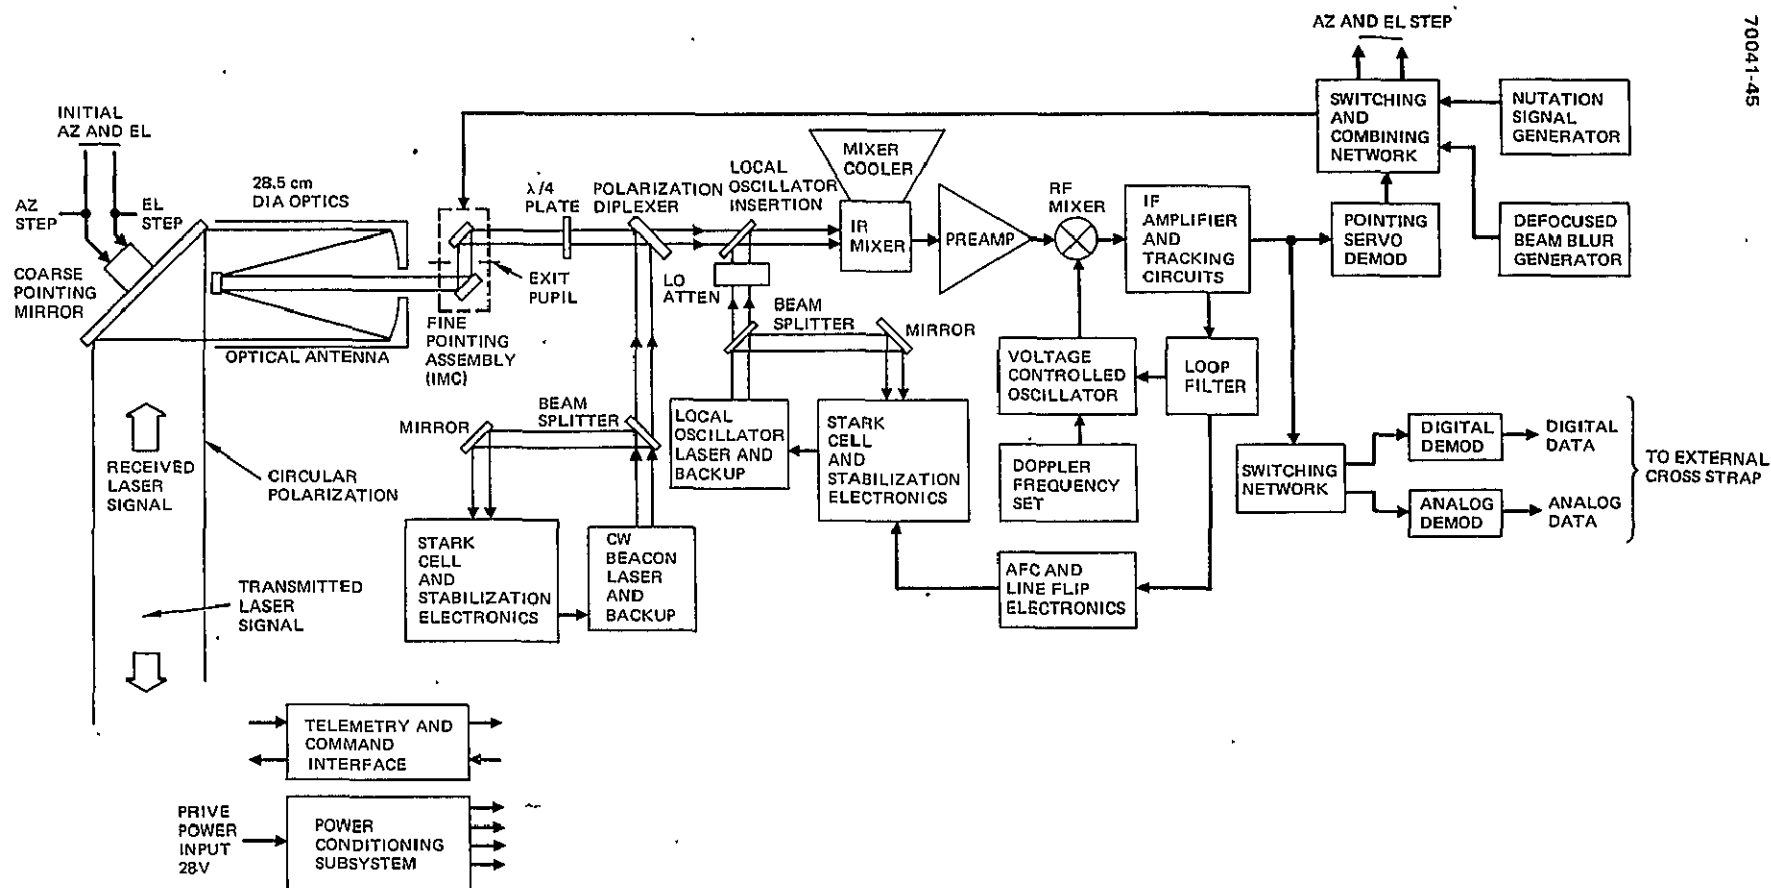 70041-45
AZ AND EL STEP
INITIAL
AZ AND EL
AZ
STEP
EL
STEP
COARSE
POINTING
MIRROR
28.5 cm
DIA OPTICS
OPTICAL ANTENNA
FINE
POINTING
ASSEMBLY
(IMC)
EXIT
PUPIL
λ/4
PLATE
POLARIZATION
DIPLEXER
LOCAL
OSCILLATOR
INSERTION
MIXER
COOLER
IR
MIXER
PREAMP
RF
MIXER
IF
AMPLIFIER
AND
TRACKING
CIRCUITS
SWITCHING
AND
COMBINING
NETWORK
NUTATION
SIGNAL
GENERATOR
POINTING
SERVO
DEMOD
DEFOCUSED
BEAM BLUR
GENERATOR
LO
ATTEN
BEAM
SPLITTER
MIRROR
VOLTAGE
CONTROLLED
OSCILLATOR
LOOP
FILTER
MIRROR
BEAM
SPLITTER
LOCAL
OSCILLATOR
LASER AND
BACKUP
STARK
CELL
AND
STABILIZATION
ELECTRONICS
DOPPLER
FREQUENCY
SET
SWITCHING
NETWORK
DIGITAL
DEMOD
DIGITAL
DATA
ANALOG
DEMOD
ANALOG
DATA
TO EXTERNAL
CROSS STRAP
RECEIVED
LASER
SIGNAL
CIRCULAR
POLARIZATION
STARK
CELL
AND
STABILIZATION
ELECTRONICS
CW
BEACON
LASER
AND
BACKUP
AFC AND
LINE FLIP
ELECTRONICS
TRANSMITTED
LASER
SIGNAL
TELEMETRY AND
COMMAND
INTERFACE
PRIVE
POWER
INPUT
28V
POWER
CONDITIONING
SUBSYSTEM